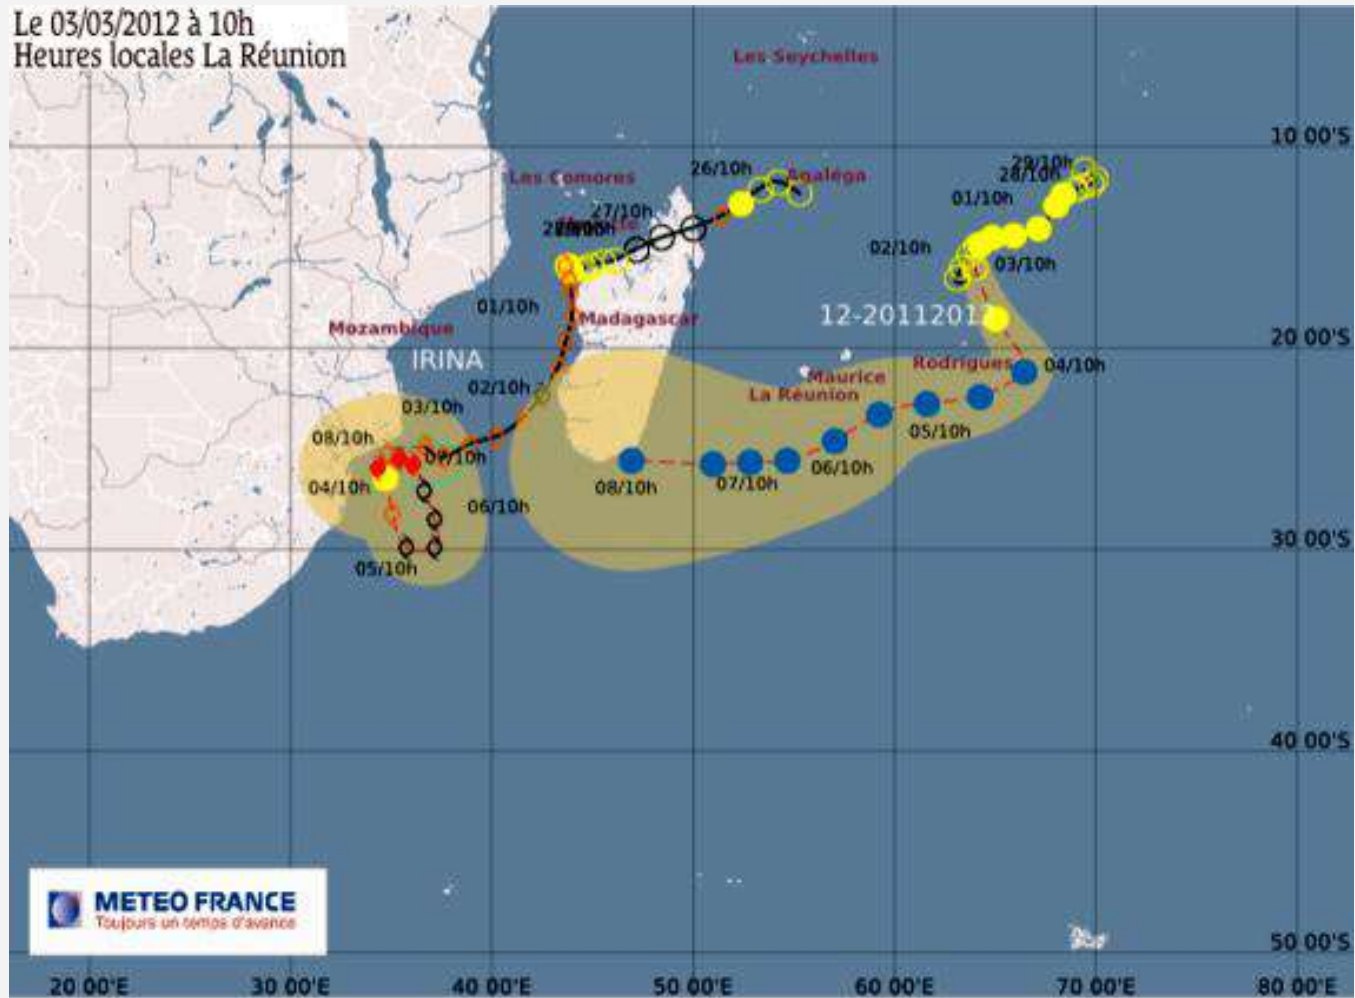 Le 03/03/2012 à 10h
Heures locales La Réunion
Les Seychelles
10 00'S
26/10h
Agaléga
29/10h
28/10h
Les Comores
01/10h
27/10h
02/10h
03/10h
01/10h
Madagascar
12-20112012
Mozambique
20 00'S
IRINA
Rodrigues
04/10h
02/10h
Maurice
La Réunion
03/10h
05/10h
08/10h
07/10h
06/10h
04/10h
08/10h
07/10h
06/10h
30 00'S
05/10h
40 00'S
METEO FRANCE
Toujours un temps d'avance
50 00'S
20 00'E
30 00'E
40 00'E
50 00'E
60 00'E
70 00'E
80 00'E